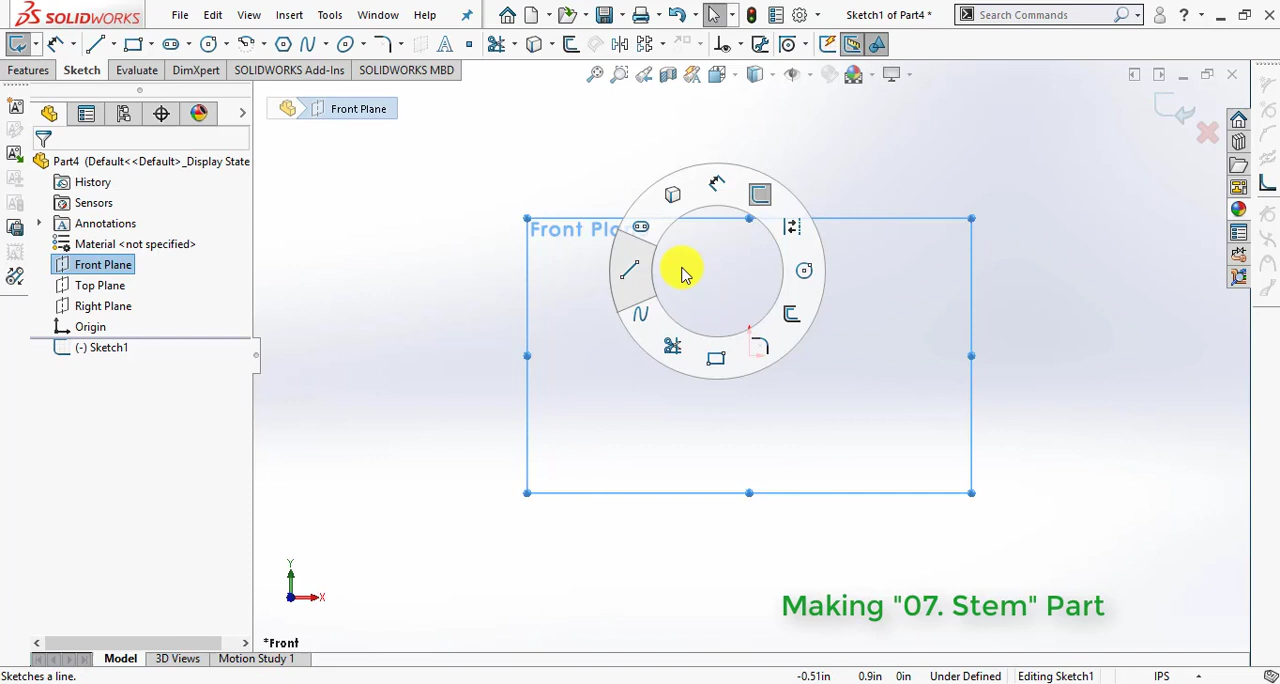 SOLIDWORKS
File
Edit
View
Insert
Tools
Window
Help
Sketch1 of Part4 *
Search Commands
Features
Sketch
Evaluate
DimXpert
SOLIDWORKS Add-Ins
SOLIDWORKS MBD
Front Plane
Part4 (Default<<Default>_Display State
History
Sensors
Annotations
Material <not specified>
Front Plane
Top Plane
Right Plane
Origin
(-) Sketch1
Front Pla
Y
X
Making "07. Stem" Part
*Front
Model
3D Views
Motion Study 1
Sketches a line.
-0.51in
0.9in
0in
Under Defined
Editing Sketch1
IPS